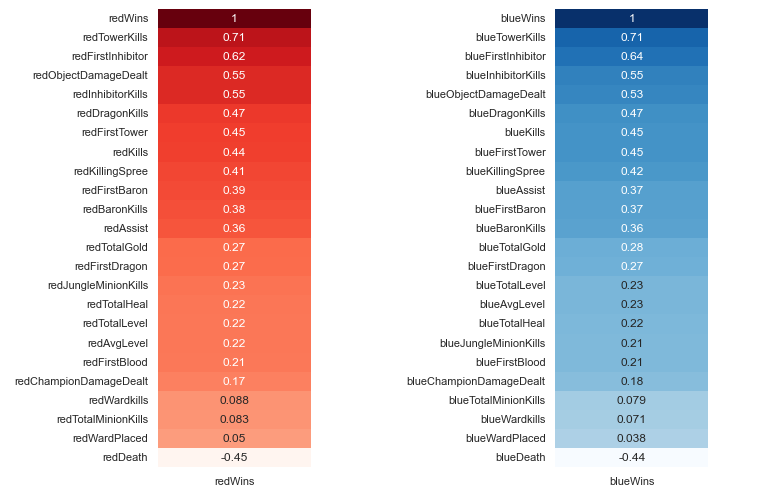 redWins 1
redTowerKills 0.71
redFirstInhibitor 0.62
redObjectDamageDealt 0.55
redInhibitorKills 0.55
redDragonKills 0.47
redFirstTower 0.45
redKills 0.44
redKillingSpree 0.41
redFirstBaron 0.39
redBaronKills 0.38
redAssist 0.36
redTotalGold 0.27
redFirstDragon 0.27
redJungleMinionKills 0.23
redTotalHeal 0.22
redTotalLevel 0.22
redAvgLevel 0.22
redFirstBlood 0.21
redChampionDamageDealt 0.17
redWardkills 0.088
redTotalMinionKills 0.083
redWardPlaced 0.05
redDeath -0.45
redWins
blueWins 1
blueTowerKills 0.71
blueFirstInhibitor 0.64
blueInhibitorKills 0.55
blueObjectDamageDealt 0.53
blueDragonKills 0.47
blueKills 0.45
blueFirstTower 0.45
blueKillingSpree 0.42
blueAssist 0.37
blueFirstBaron 0.37
blueBaronKills 0.36
blueTotalGold 0.28
blueFirstDragon 0.27
blueTotalLevel 0.23
blueAvgLevel 0.23
blueTotalHeal 0.22
blueJungleMinionKills 0.21
blueFirstBlood 0.21
blueChampionDamageDealt 0.18
blueTotalMinionKills 0.079
blueWardkills 0.071
blueWardPlaced 0.038
blueDeath -0.44
blueWins